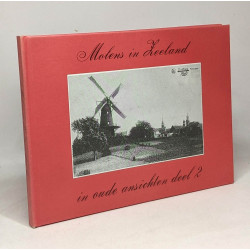 Molens in Zeeland
in oude ansichten deel 2